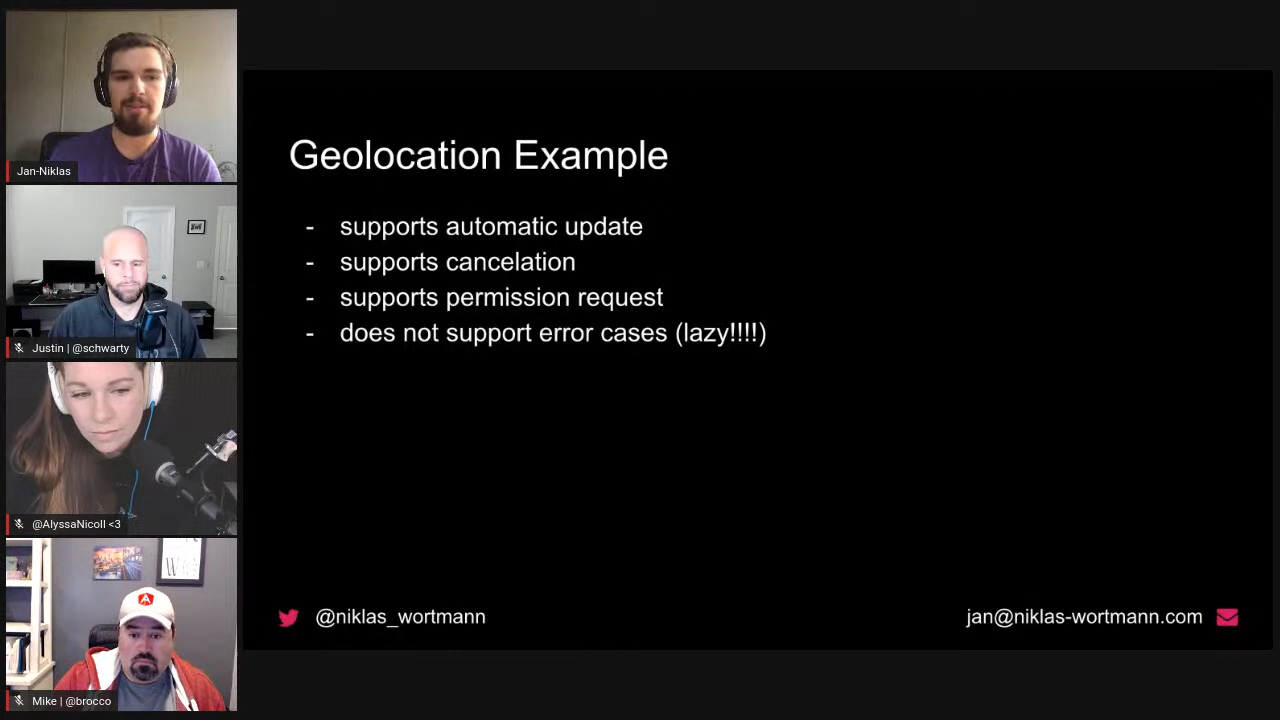 Jan-Niklas
Justin | @schwarty
@AlyssaNicoll <3
Mike | @brocco
Geolocation Example
- supports automatic update
- supports cancelation
- supports permission request
- does not support error cases (lazy!!!!)
@niklas_wortmann
jan@niklas-wortmann.com